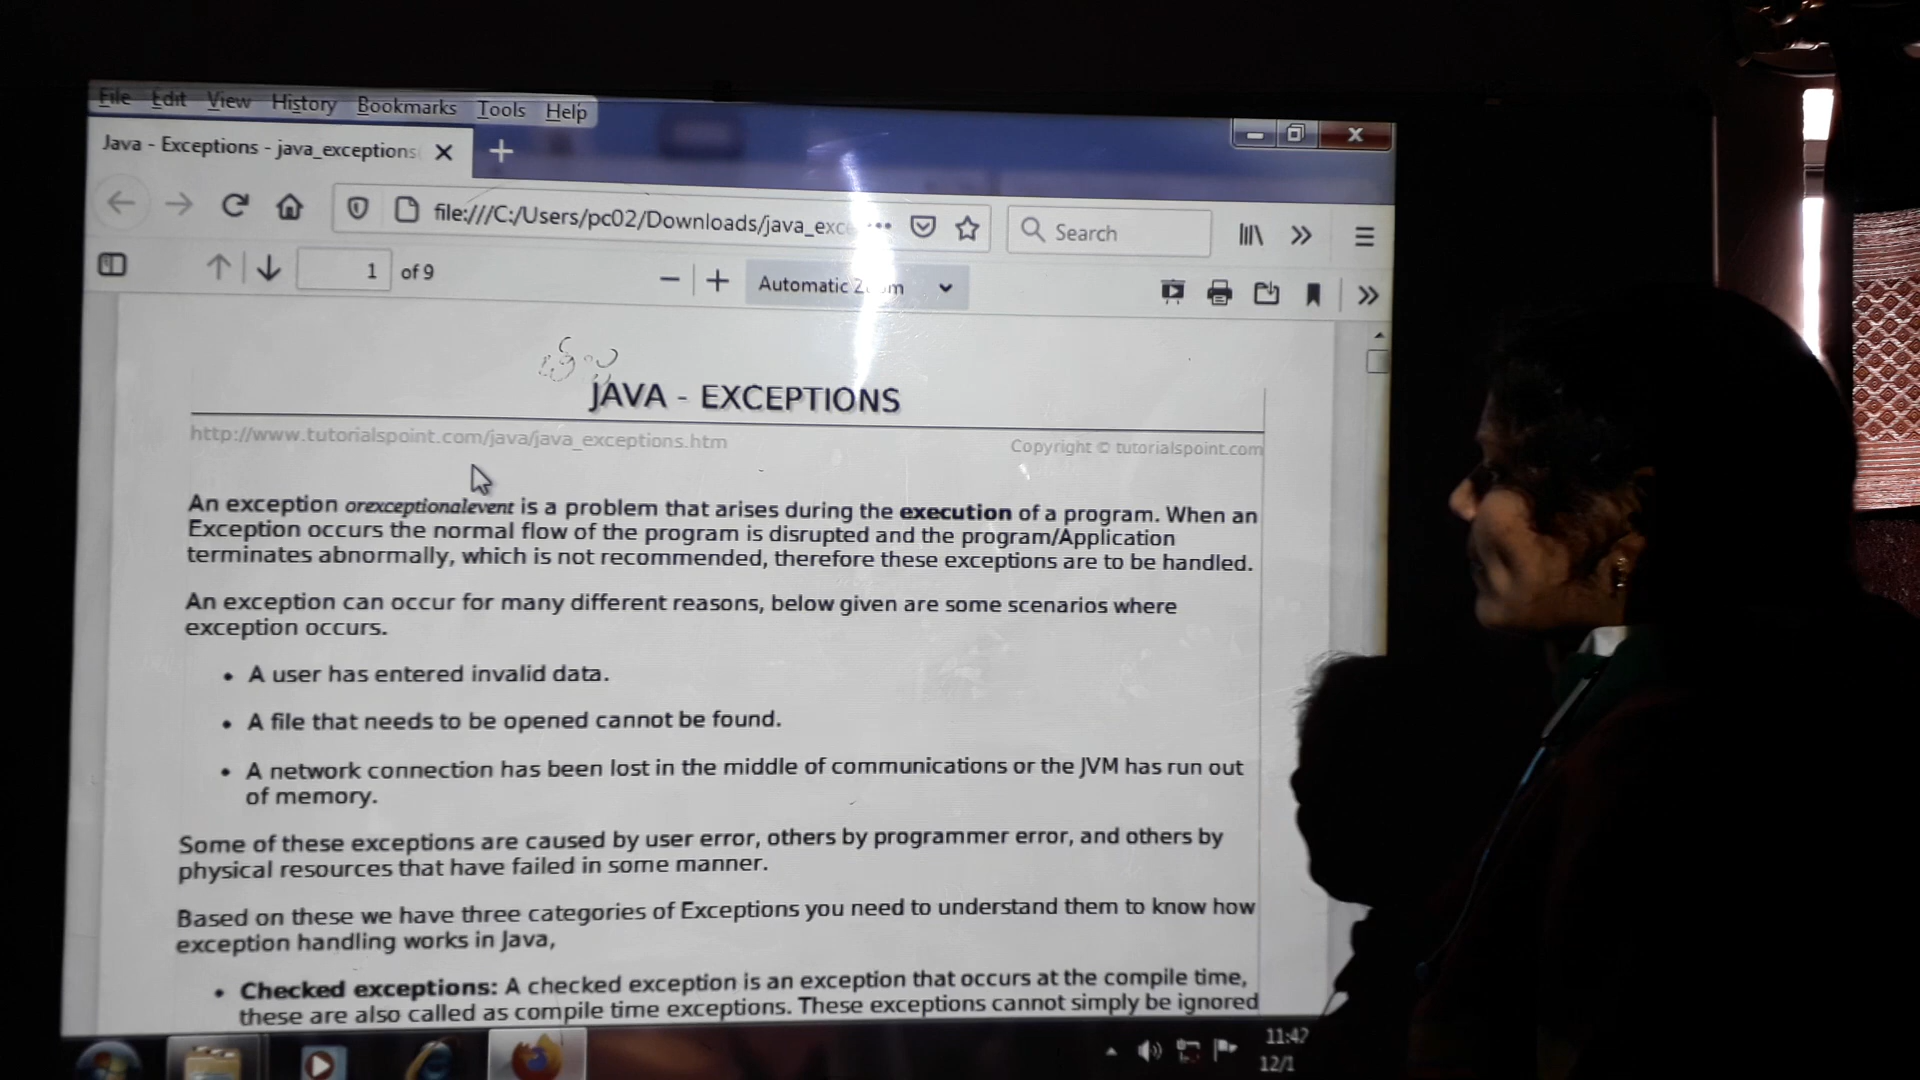 File Edit View History Bookmarks Tools Help
Java - Exceptions - java_exceptions
file:///C:/Users/pc02/Downloads/java_exc
Search
1 of 9
Automatic Zoom
JAVA - EXCEPTIONS
http://www.tutorialspoint.com/java/java_exceptions.htm
Copyright © tutorialspoint.com
An exception orexceptionalevent is a problem that arises during the execution of a program. When an
Exception occurs the normal flow of the program is disrupted and the program/Application
terminates abnormally, which is not recommended, therefore these exceptions are to be handled.
An exception can occur for many different reasons, below given are some scenarios where
exception occurs.
• A user has entered invalid data.
• A file that needs to be opened cannot be found.
• A network connection has been lost in the middle of communications or the JVM has run out
of memory.
Some of these exceptions are caused by user error, others by programmer error, and others by
physical resources that have failed in some manner.
Based on these we have three categories of Exceptions you need to understand them to know how
exception handling works in Java,
• Checked exceptions: A checked exception is an exception that occurs at the compile time,
these are also called as compile time exceptions. These exceptions cannot simply be ignored
11:47
12/1